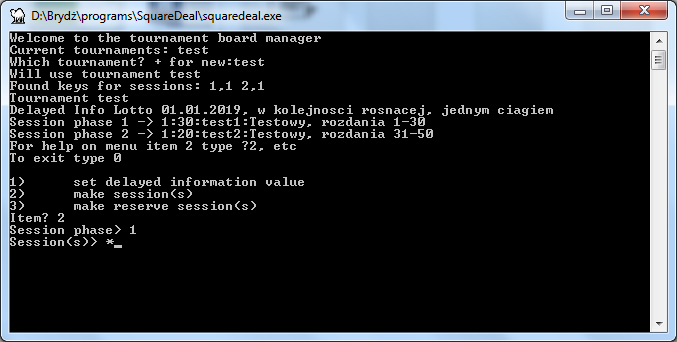 D:\Brydż\programs\SquareDeal\squaredeal.exe
Welcome to the tournament board manager
Current tournaments: test
Which tournament? + for new:test
Will use tournament test
Found keys for sessions: 1,1 2,1
Tournament test
Delayed Info Lotto 01.01.2019, w kolejnosci rosnacej, jednym ciagiem
Session phase 1 -> 1:30:test1:Testowy, rozdania 1-30
Session phase 2 -> 1:20:test2:Testowy, rozdania 31-50
For help on menu item 2 type ?2, etc
To exit type 0
1) set delayed information value
2) make session(s)
3) make reserve session(s)
Item? 2
Session phase> 1
Session(s)> *_